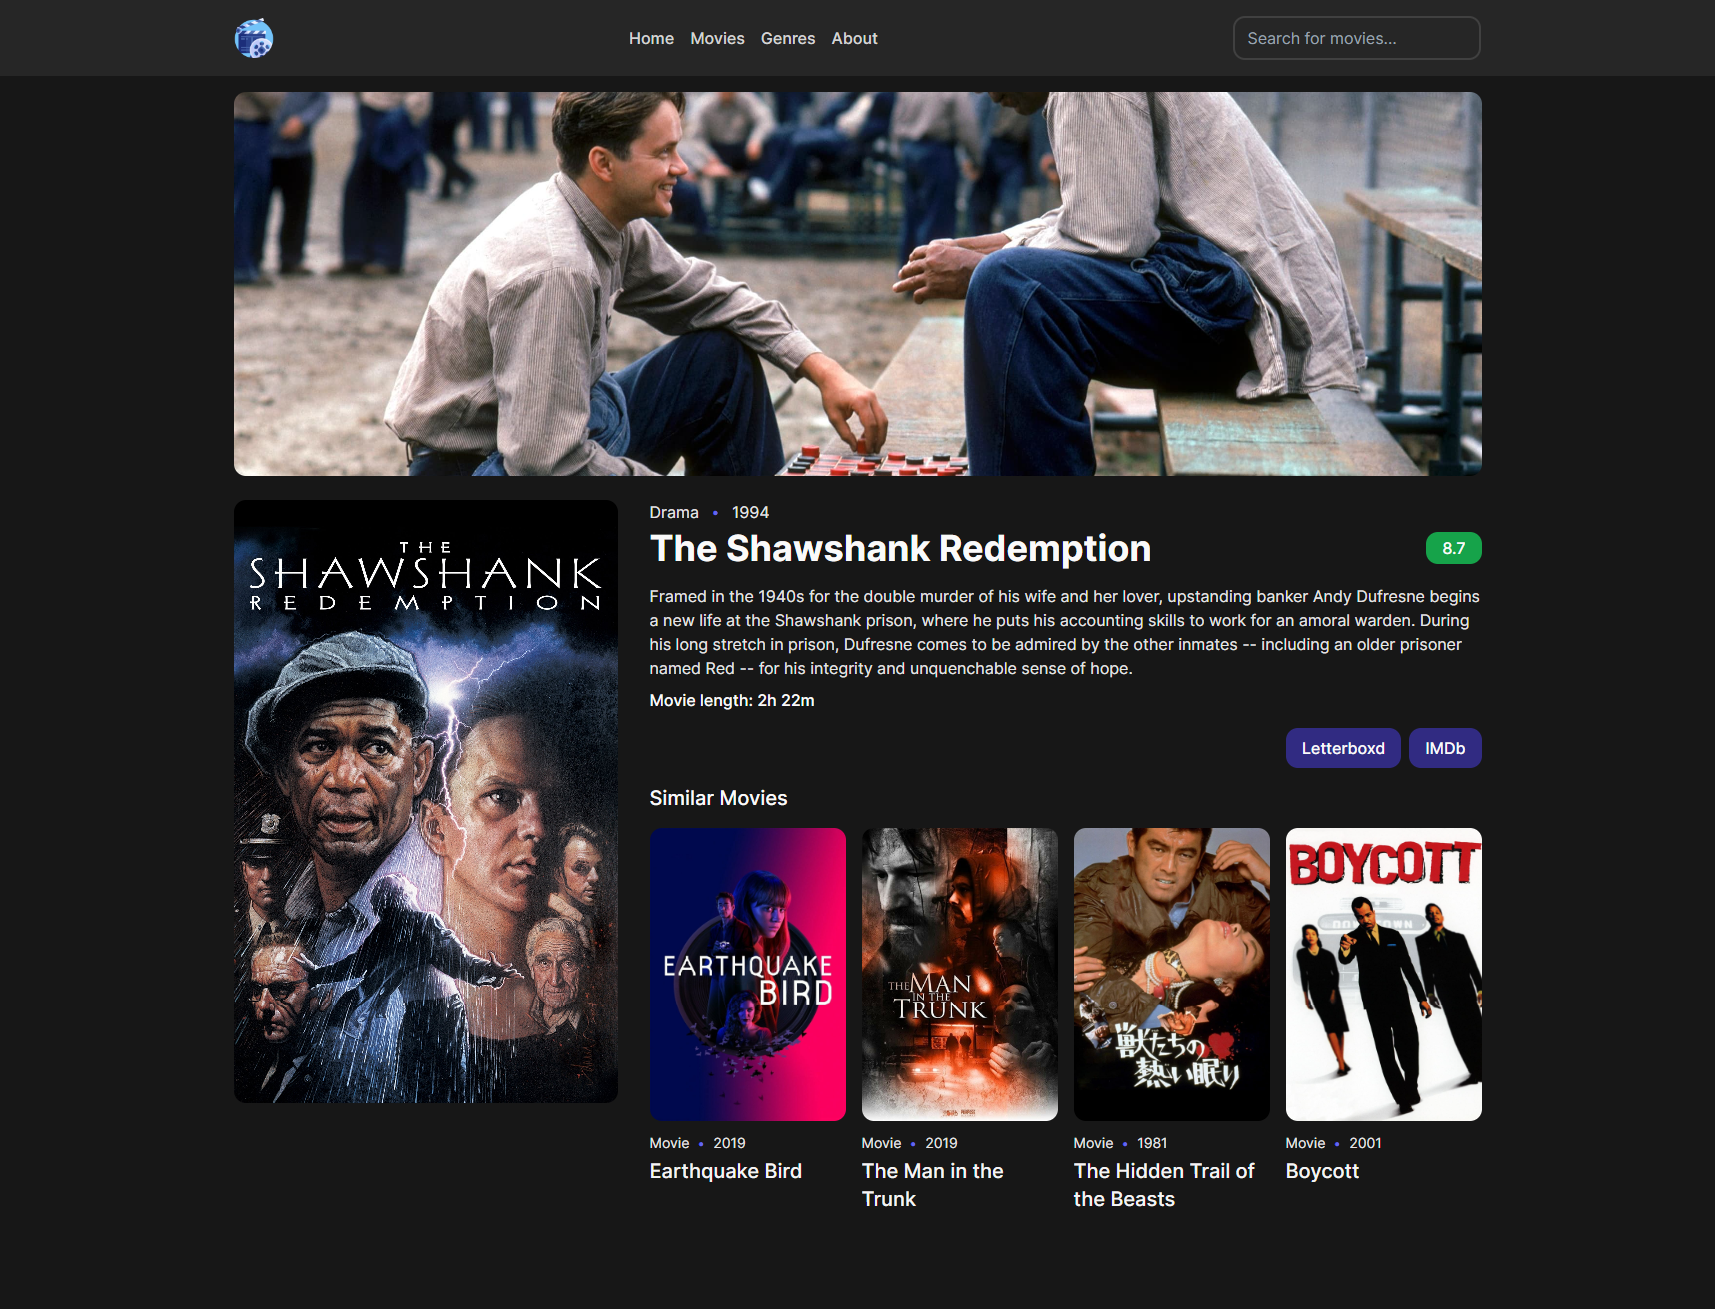 Home Movies Genres About
Search for movies...
THE
SHAWSHANK
REDEMPTION
Drama • 1994
The Shawshank Redemption
8.7
Framed in the 1940s for the double murder of his wife and her lover, upstanding banker Andy Dufresne begins
a new life at the Shawshank prison, where he puts his accounting skills to work for an amoral warden. During
his long stretch in prison, Dufresne comes to be admired by the other inmates -- including an older prisoner
named Red -- for his integrity and unquenchable sense of hope.
Movie length: 2h 22m
Letterboxd
IMDb
Similar Movies
EARTHQUAKE
BIRD
Movie • 2019
Earthquake Bird
THE MAN
IN THE
TRUNK
Movie • 2019
The Man in the
Trunk
獣たちの
熱い眠り
Movie • 1981
The Hidden Trail of
the Beasts
BOYCOTT
Movie • 2001
Boycott